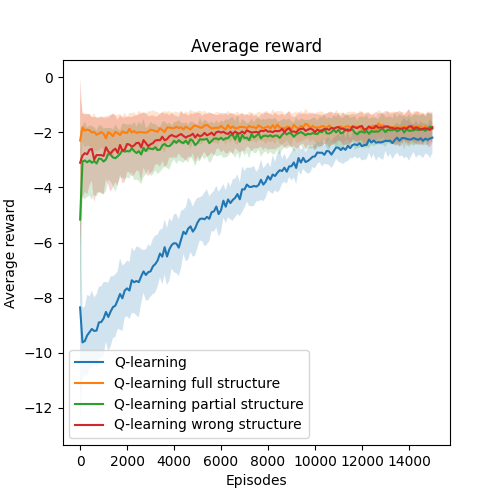 Average reward
0
−2
−4
−6
−8
−10
−12
Average reward
Q-learning
Q-learning full structure
Q-learning partial structure
Q-learning wrong structure
0 2000 4000 6000 8000 10000 12000 14000
Episodes